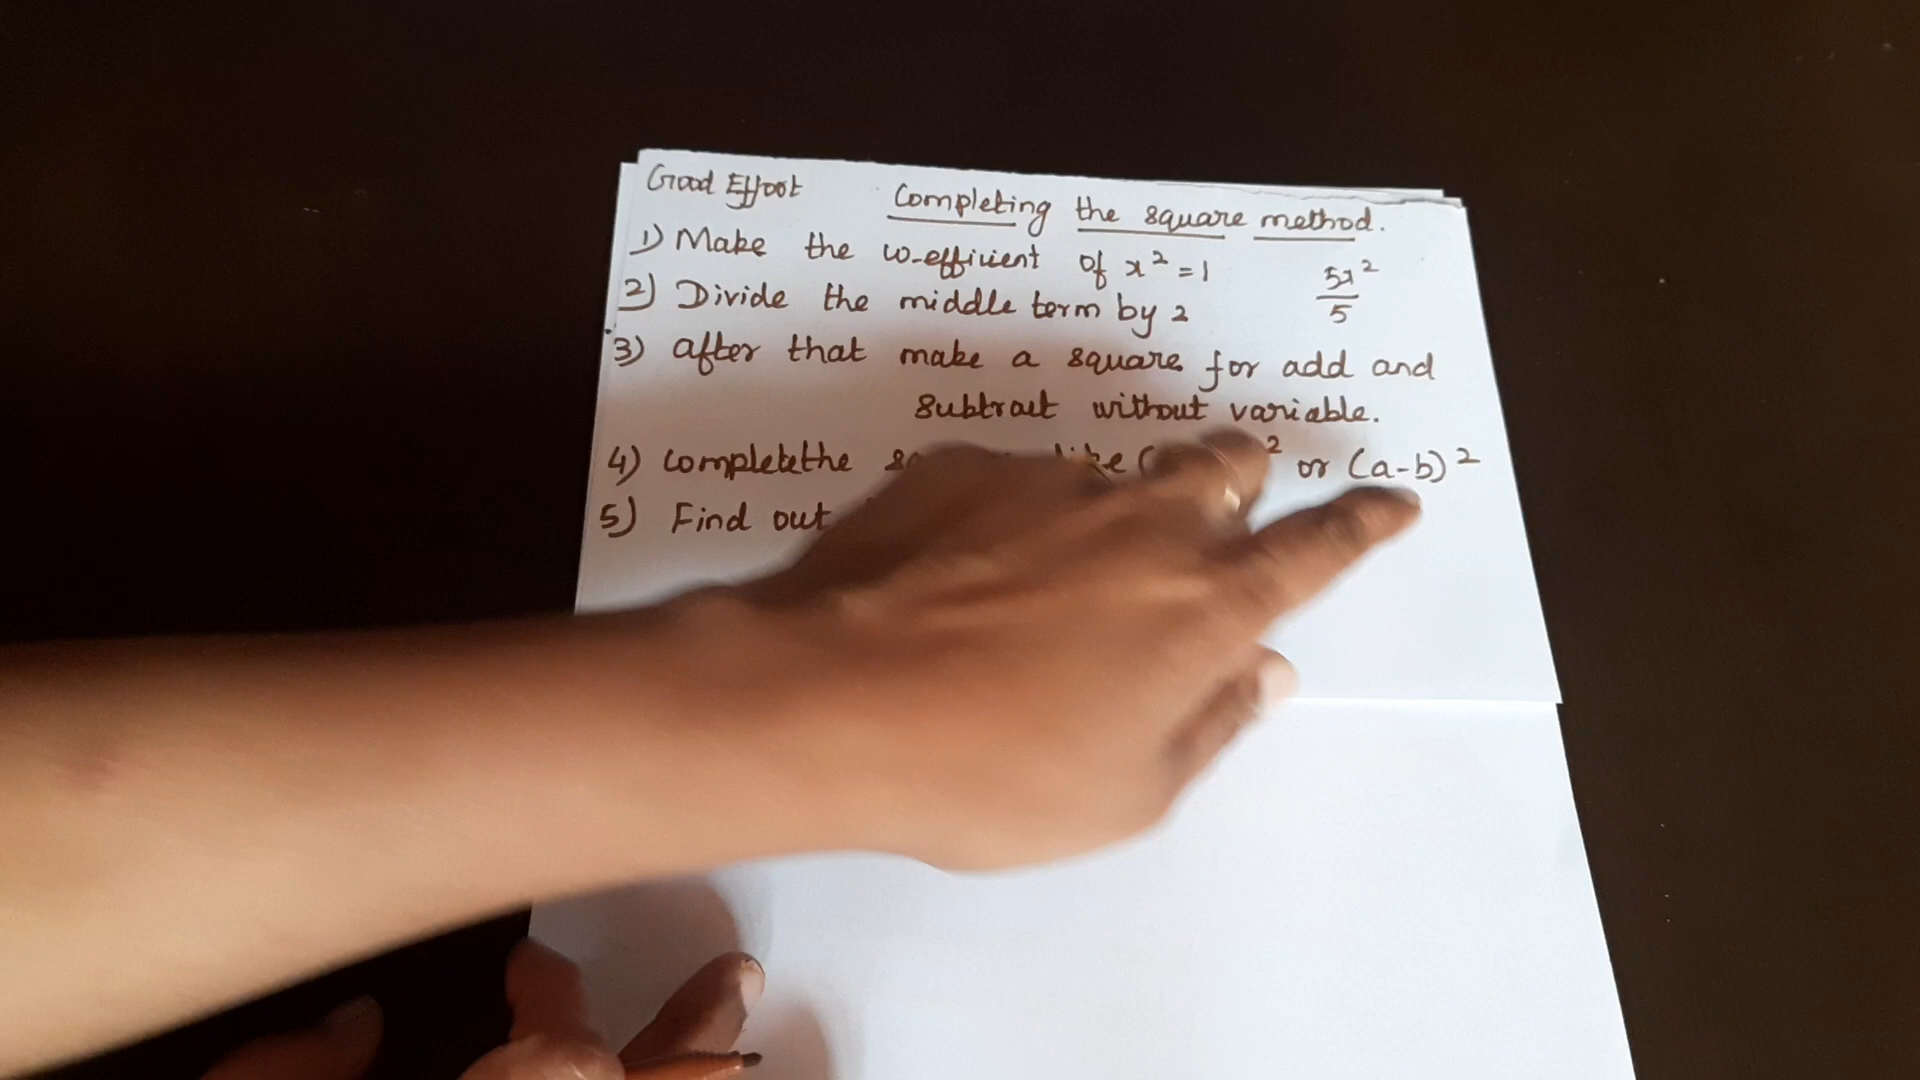 Good Effort
Completing the square method.
1) Make the co-efficient of x² = 1
5x²
5
2) Divide the middle term by 2
3) after that make a square for add and
subtract without variable.
4) completethe like ( ² or (a-b)²
5) Find out